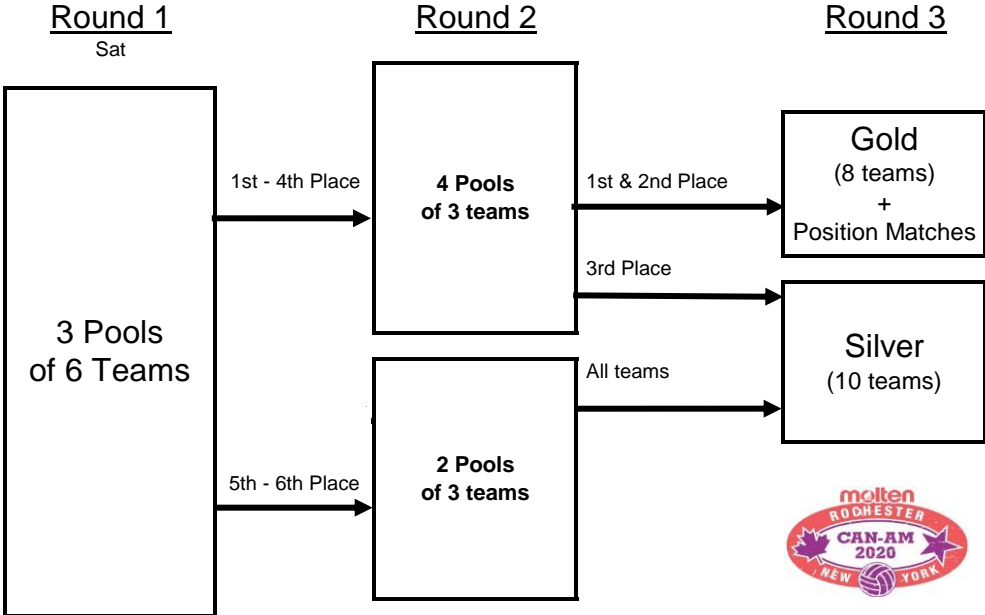 Round 1
Sat
Round 2
Round 3
3 Pools
of 6 Teams
1st - 4th Place
5th - 6th Place
4 Pools
of 3 teams
2 Pools
of 3 teams
1st & 2nd Place
3rd Place
All teams
Gold
(8 teams)
+
Position Matches
Silver
(10 teams)
molten
ROCHESTER
CAN-AM
2020
NEW YORK